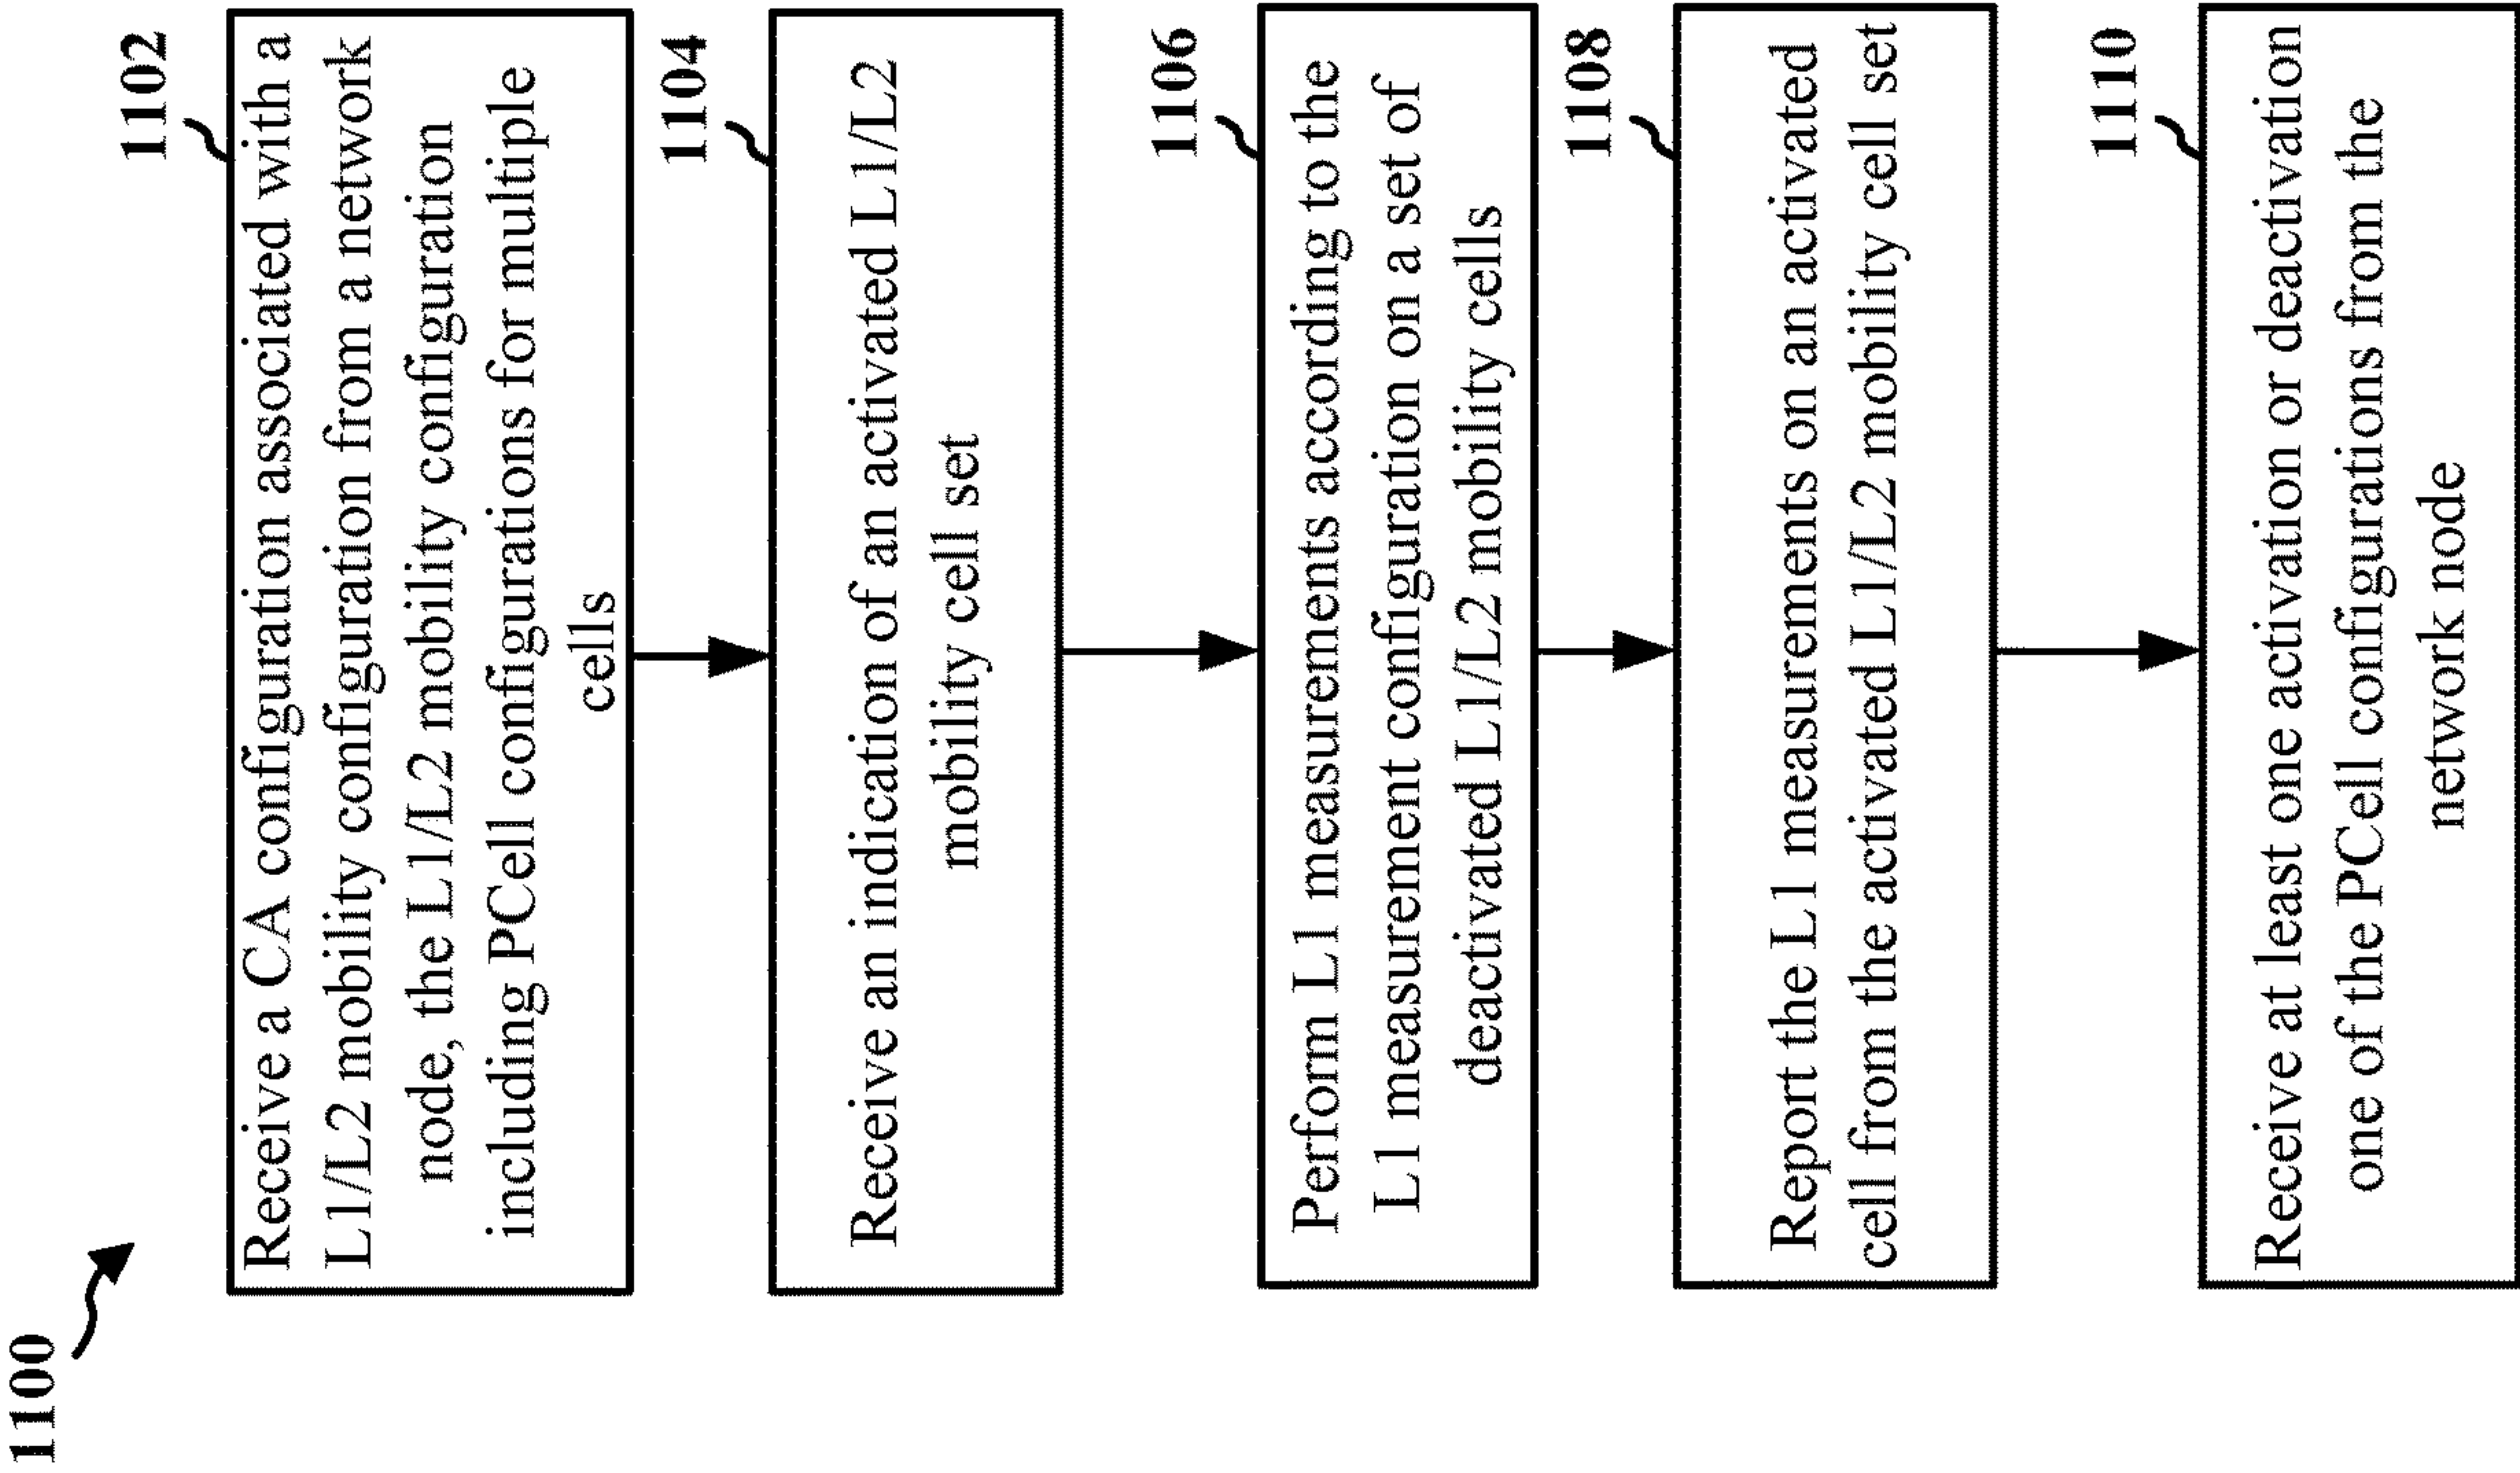 1100
1102
Receive a CA configuration associated with a
L1/L2 mobility configuration from a network
node, the L1/L2 mobility configuration
including PCell configurations for multiple
cells
1104
Receive an indication of an activated L1/L2
mobility cell set
1106
Perform L1 measurements according to the
L1 measurement configuration on a set of
deactivated L1/L2 mobility cells
1108
Report the L1 measurements on an activated
cell from the activated L1/L2 mobility cell set
1110
Receive at least one activation or deactivation
one of the PCell configurations from the
network node